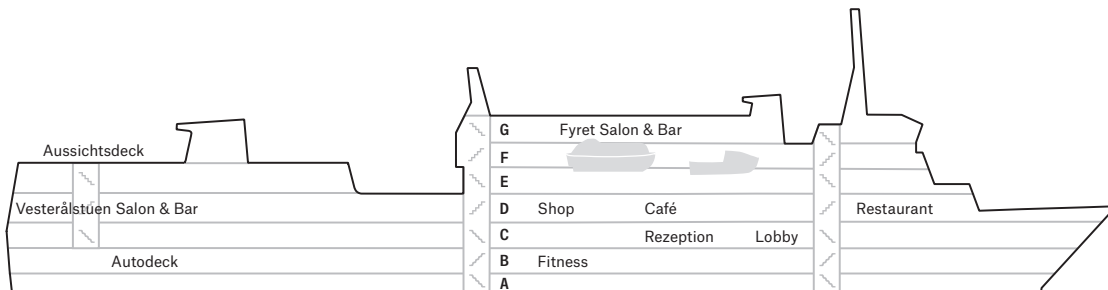 G Fyret Salon & Bar
Aussichtsdeck
F
E
Vesterålstuen Salon & Bar D Shop Café Restaurant
C Rezeption Lobby
Autodeck B Fitness
A